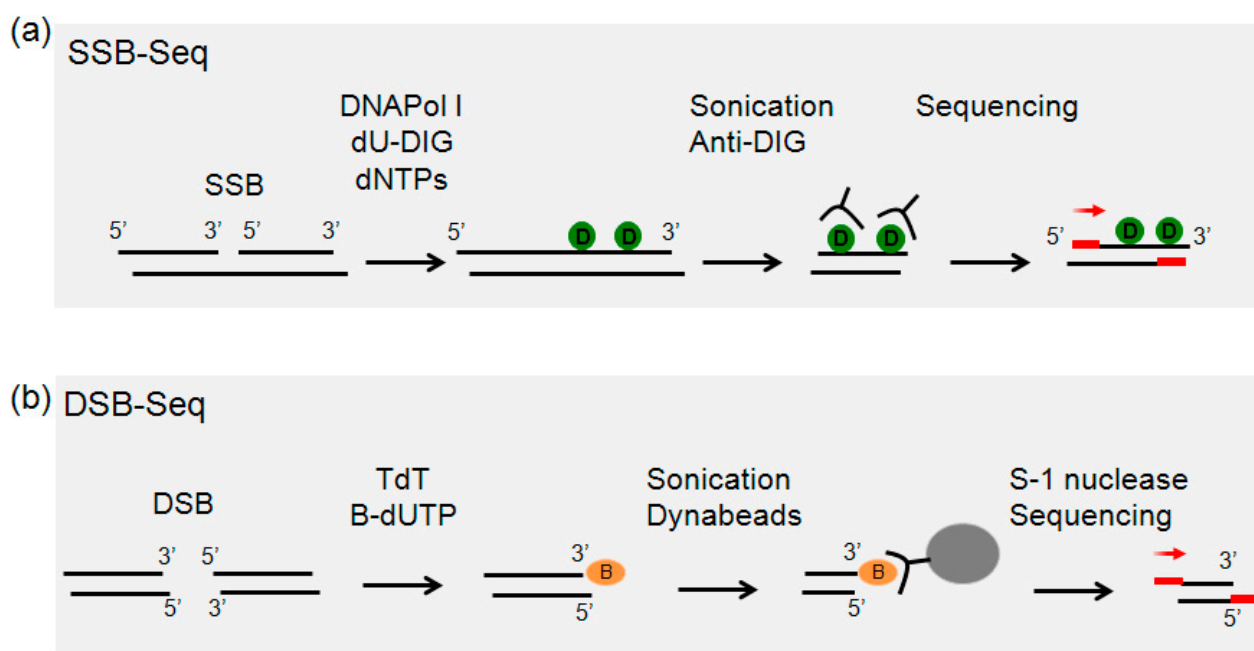 (a)
SSB-Seq
DNAPol I
dU-DIG
dNTPs
Sonication
Anti-DIG
Sequencing
SSB
5’ 3’ 5’ 3’
5’ D D 3’
D D
5’ D D 3’
(b)
DSB-Seq
DSB
TdT
B-dUTP
Sonication
Dynabeads
S-1 nuclease
Sequencing
3’ 5’
5’ 3’
3’
B
3’
B
5’
3’
5’